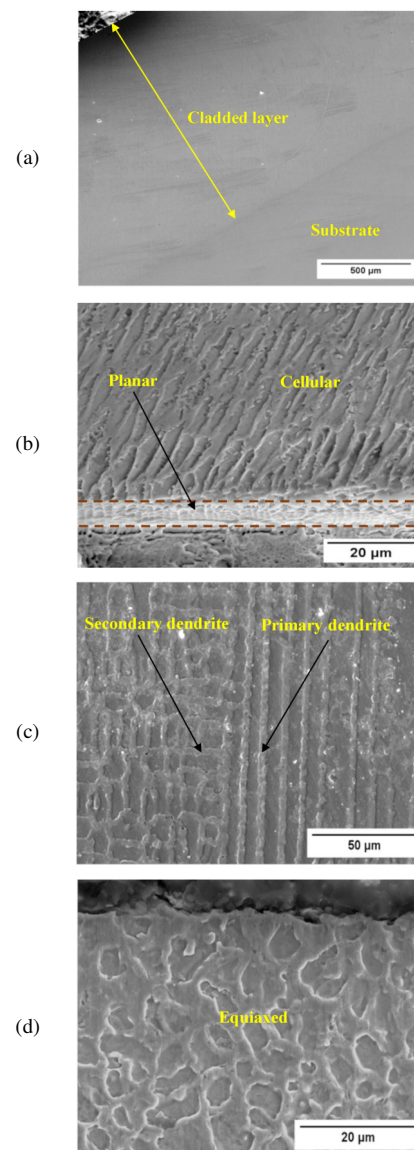 (a)
Cladded layer
Substrate
500 µm
(b)
Planar
Cellular
20 µm
(c)
Secondary dendrite
Primary dendrite
50 µm
(d)
Equiaxed
20 µm